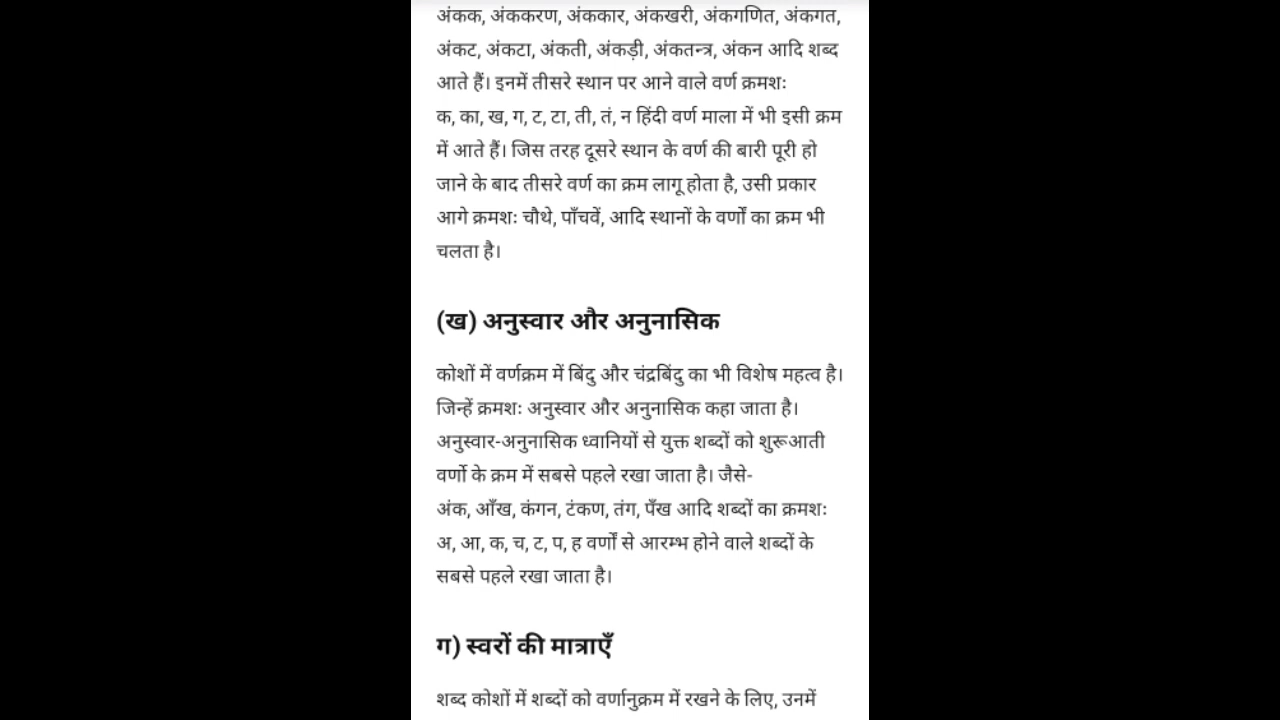 अंकक, अंककरण, अंककार, अंकखरी, अंकगणित, अंकगत,
अंकट, अंकटा, अंकती, अंकड़ी, अंकतन्त्र, अंकन आदि शब्द
आते हैं। इनमें तीसरे स्थान पर आने वाले वर्ण क्रमशः
क, का, ख, ग, ट, टा, ती, तं, न हिंदी वर्ण माला में भी इसी क्रम
में आते हैं। जिस तरह दूसरे स्थान के वर्ण की बारी पूरी हो
जाने के बाद तीसरे वर्ण का क्रम लागू होता है, उसी प्रकार
आगे क्रमशः चौथे, पाँचवें, आदि स्थानों के वर्णों का क्रम भी
चलता है।
(ख) अनुस्वार और अनुनासिक
कोशों में वर्णक्रम में बिंदु और चंद्रबिंदु का भी विशेष महत्व है।
जिन्हें क्रमशः अनुस्वार और अनुनासिक कहा जाता है।
अनुस्वार-अनुनासिक ध्वानियों से युक्त शब्दों को शुरूआती
वर्णो के क्रम में सबसे पहले रखा जाता है। जैसे-
अंक, आँख, कंगन, टंकण, तंग, पँख आदि शब्दों का क्रमशः
अ, आ, क, च, ट, प, ह वर्णों से आरम्भ होने वाले शब्दों के
सबसे पहले रखा जाता है।
ग) स्वरों की मात्राएँ
शब्द कोशों में शब्दों को वर्णानुक्रम में रखने के लिए, उनमें